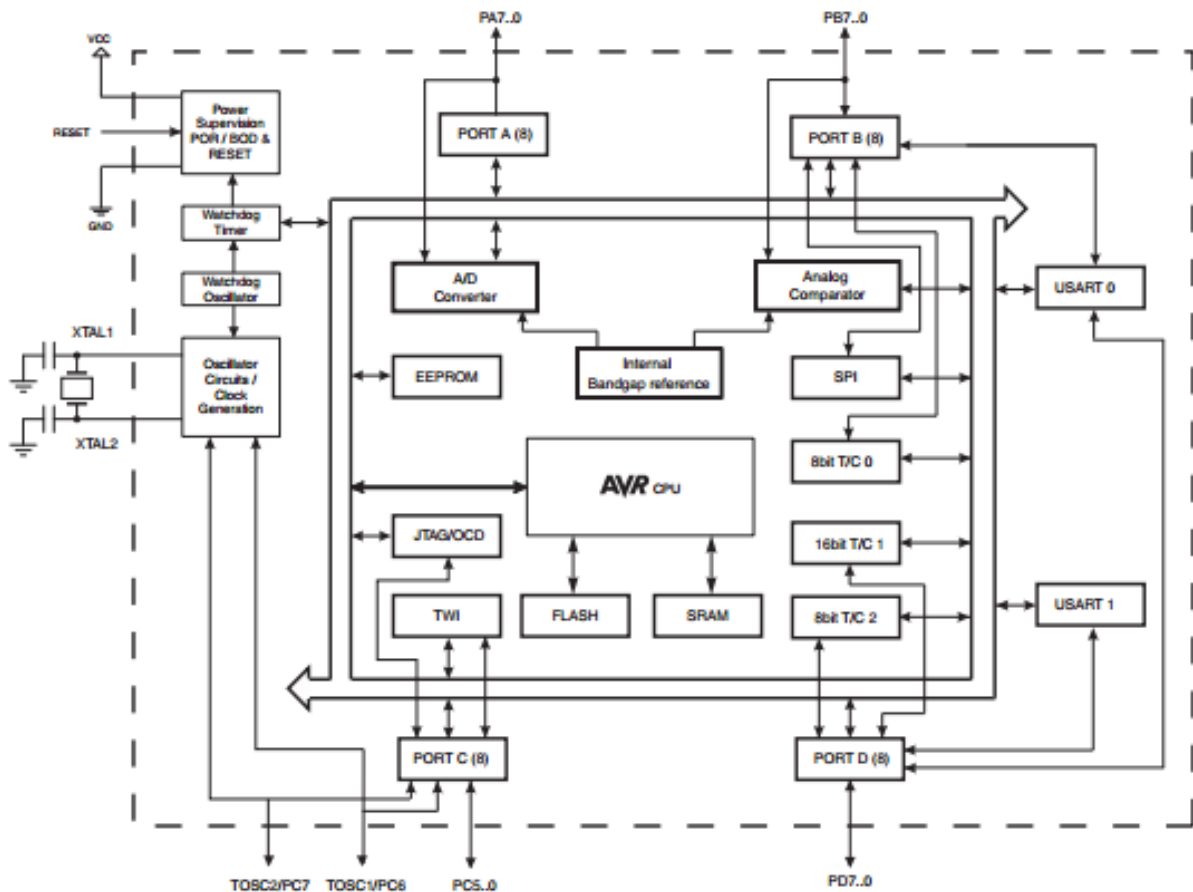 PA7..0
PB7..0
VCC
Power
Supervision
POR / BOD &
RESET
RESET
PORT A (8)
PORT B (8)
GND
Watchdog
Timer
Watchdog
Oscillator
A/D
Converter
Analog
Comparator
USART 0
XTAL1
Oscillator
Circuits /
Clock
Generation
XTAL2
EEPROM
Internal
Bandgap reference
SPI
AVR CPU
8bit T/C 0
JTAG/OCD
16bit T/C 1
TWI
FLASH
SRAM
8bit T/C 2
USART 1
PORT C (8)
PORT D (8)
TOSC2/PC7
TOSC1/PC6
PC5..0
PD7..0